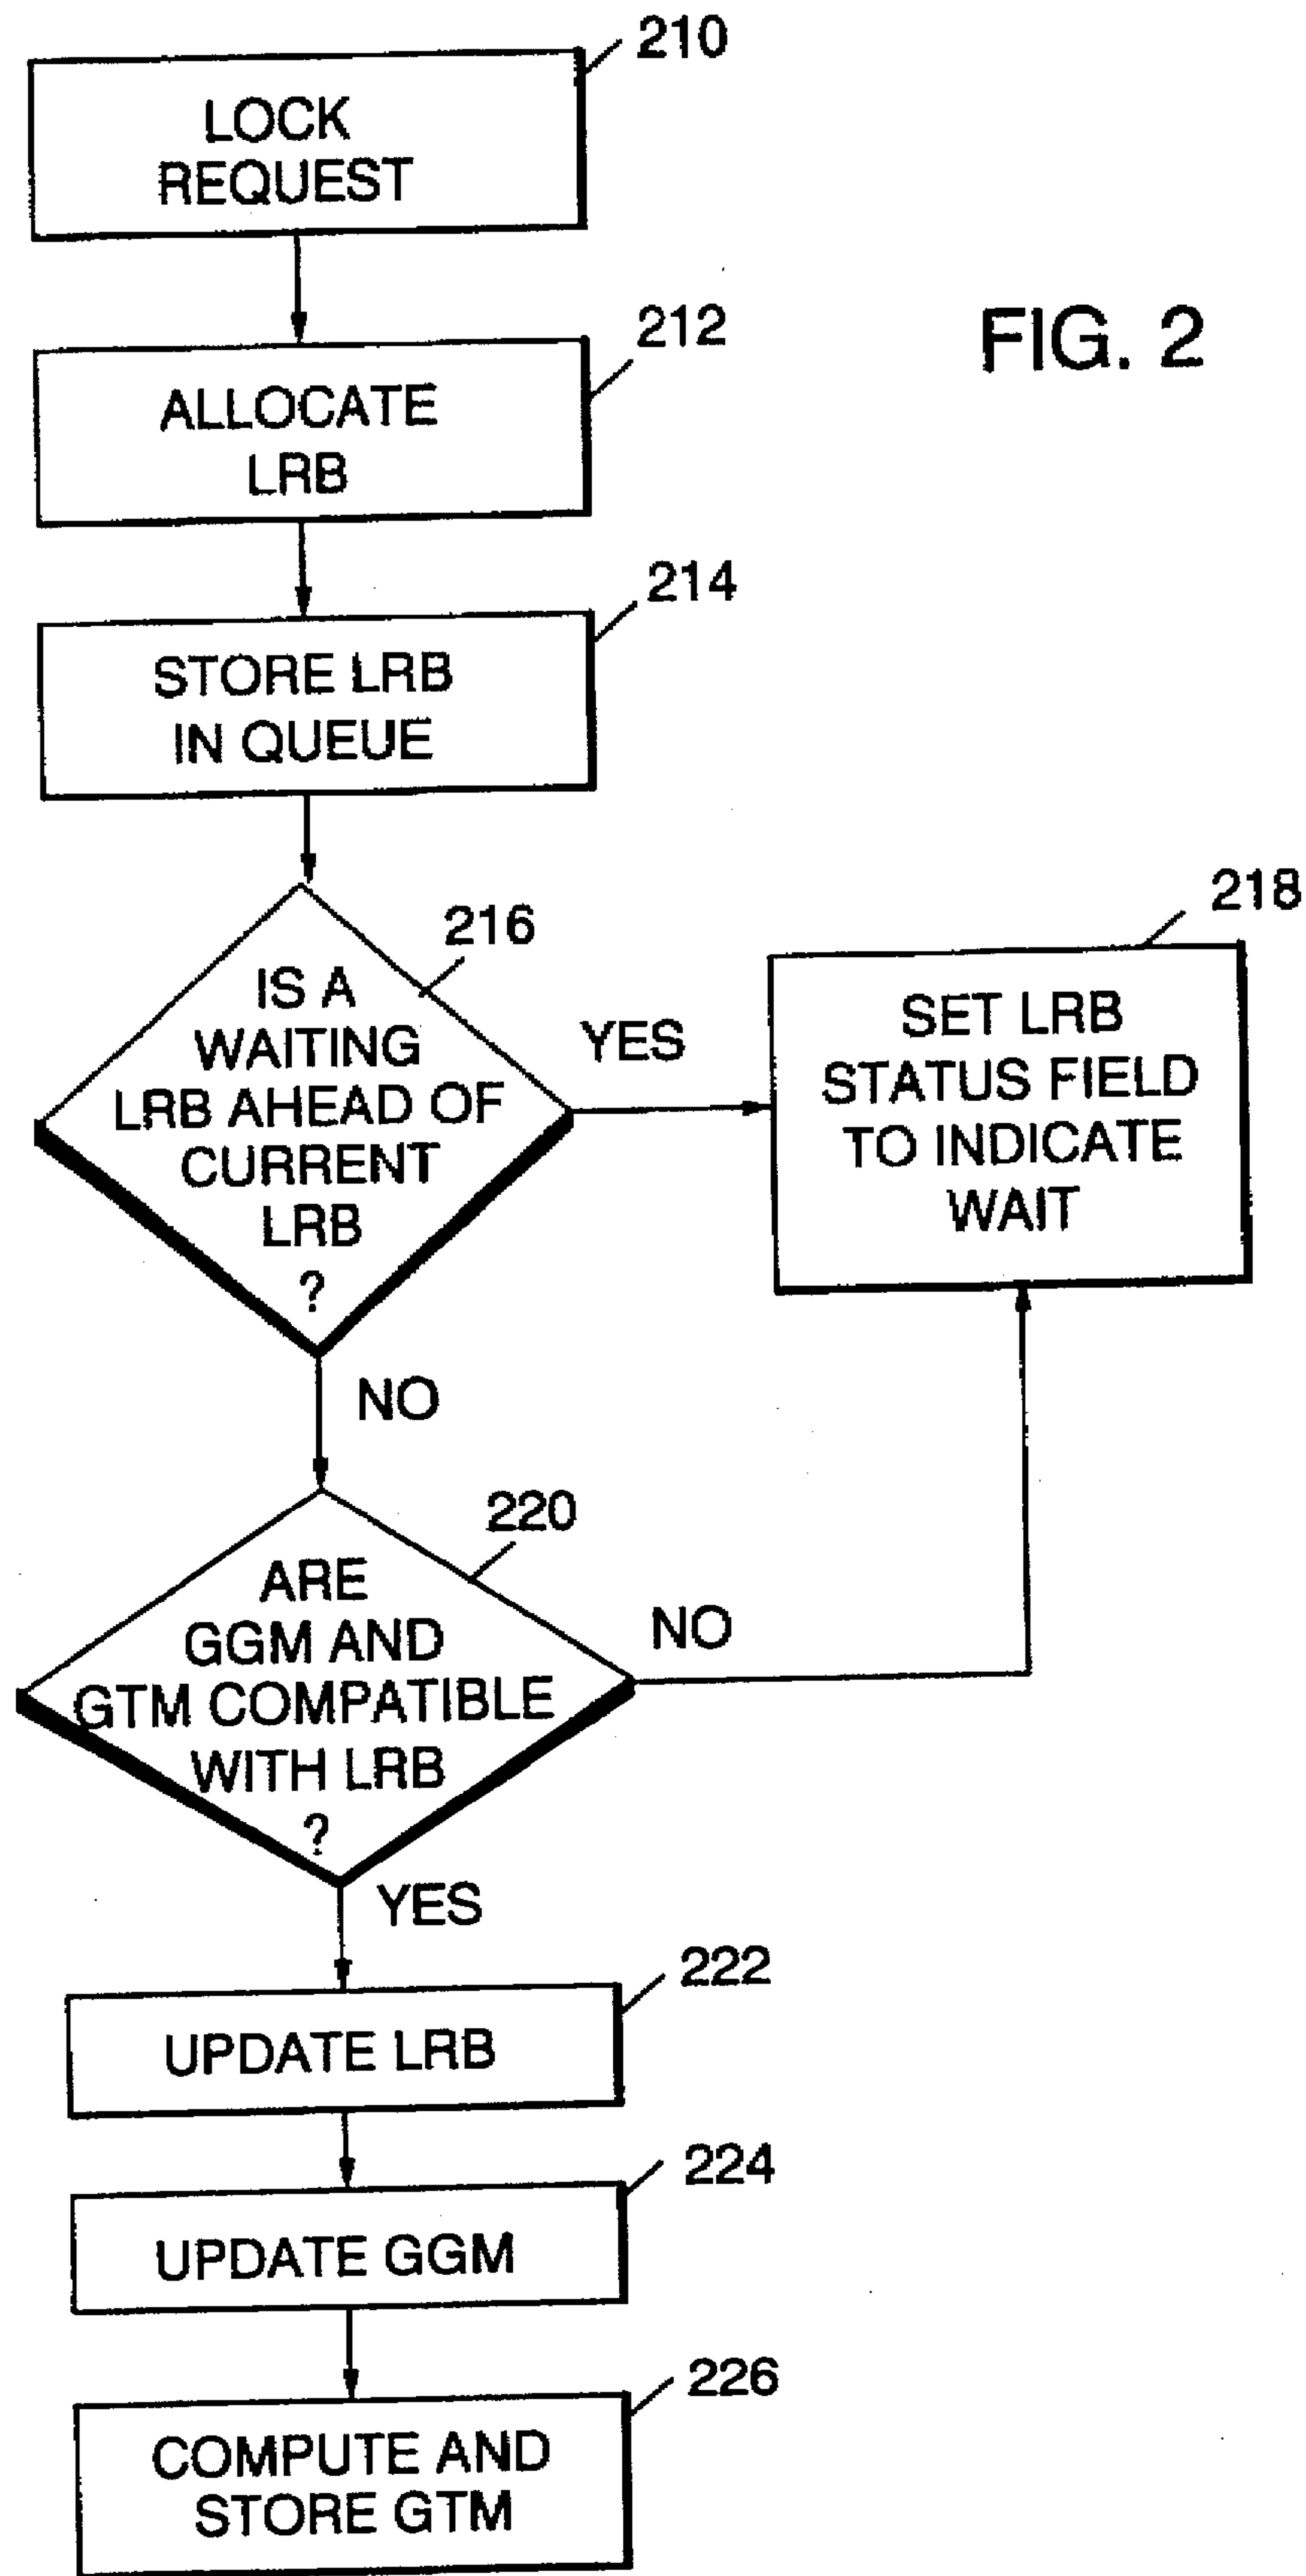 210
LOCK
REQUEST
FIG. 2
212
ALLOCATE
LRB
214
STORE LRB
IN QUEUE
216
IS A
WAITING
LRB AHEAD OF
CURRENT
LRB
?
YES
218
SET LRB
STATUS FIELD
TO INDICATE
WAIT
NO
220
ARE
GGM AND
GTM COMPATIBLE
WITH LRB
?
NO
YES
222
UPDATE LRB
224
UPDATE GGM
226
COMPUTE AND
STORE GTM